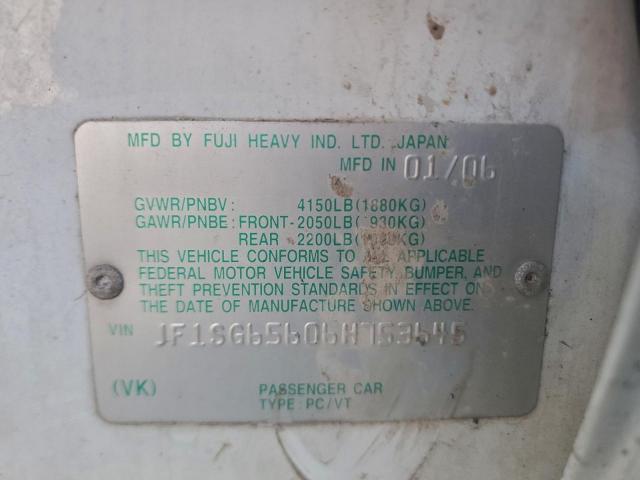 MFD BY FUJI HEAVY IND. LTD. JAPAN
MFD IN 01/06
GVWR/PNBV: 4150LB(1880KG)
GAWR/PNBE: FRONT-2050LB( 930KG)
REAR -2200LB
THIS VEHICLE CONFORMS TO ALL APPLICABLE
FEDERAL MOTOR VEHICLE SAFETY, BUMPER, AND
THEFT PREVENTION STANDARDS IN EFFECT ON
THE DATE OF MANUFACTURE SHOWN ABOVE.
VIN JF1SG65606H753645
(VK) PASSENGER CAR
TYPE: PC/VT